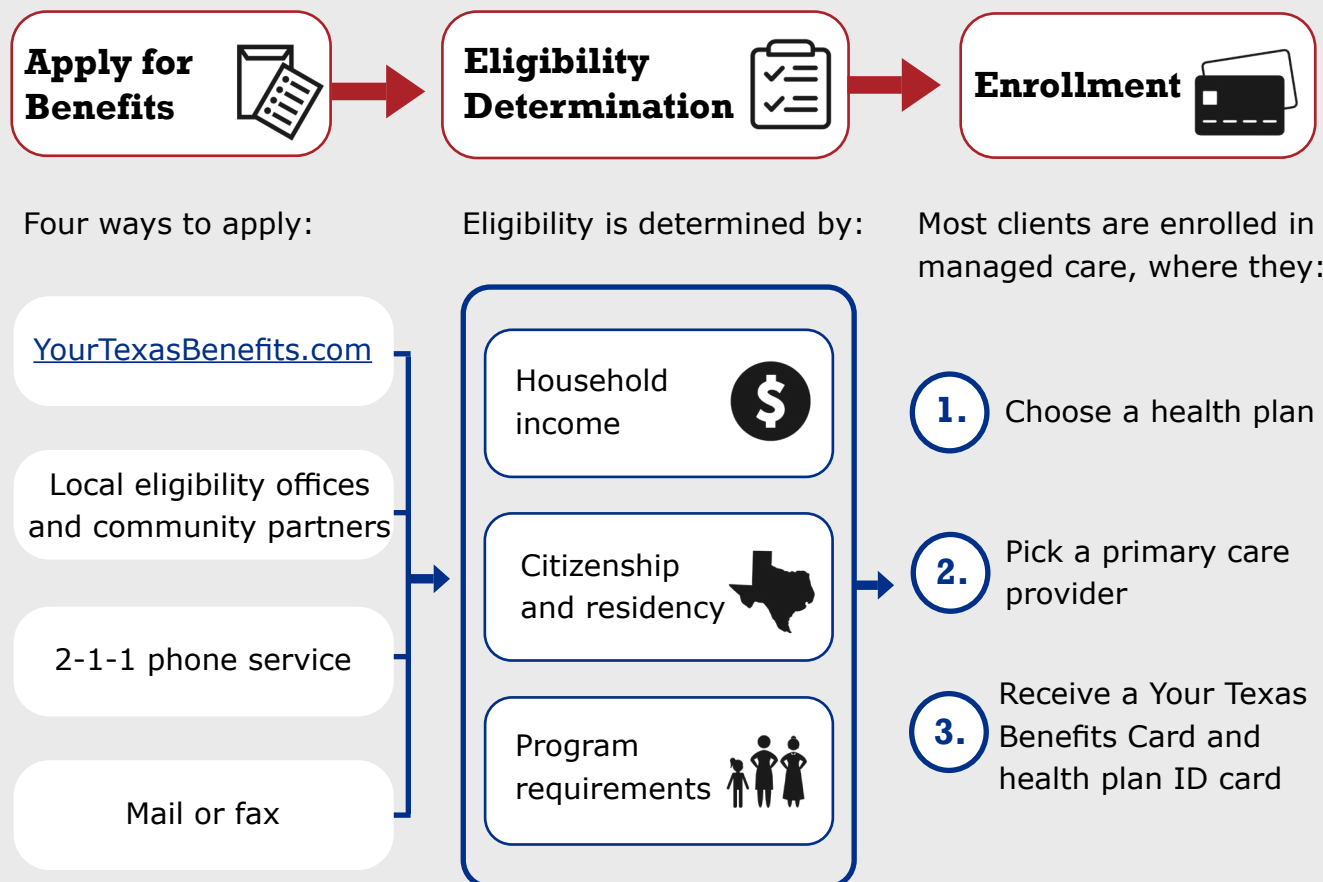 Apply for
Benefits
Eligibility
Determination
Enrollment
Four ways to apply:
YourTexasBenefits.com
Local eligibility offices
and community partners
2-1-1 phone service
Mail or fax
Eligibility is determined by:
Household
income
$
Citizenship
and residency
Program
requirements
Most clients are enrolled in
managed care, where they:
1. Choose a health plan
2. Pick a primary care
provider
3. Receive a Your Texas
Benefits Card and
health plan ID card